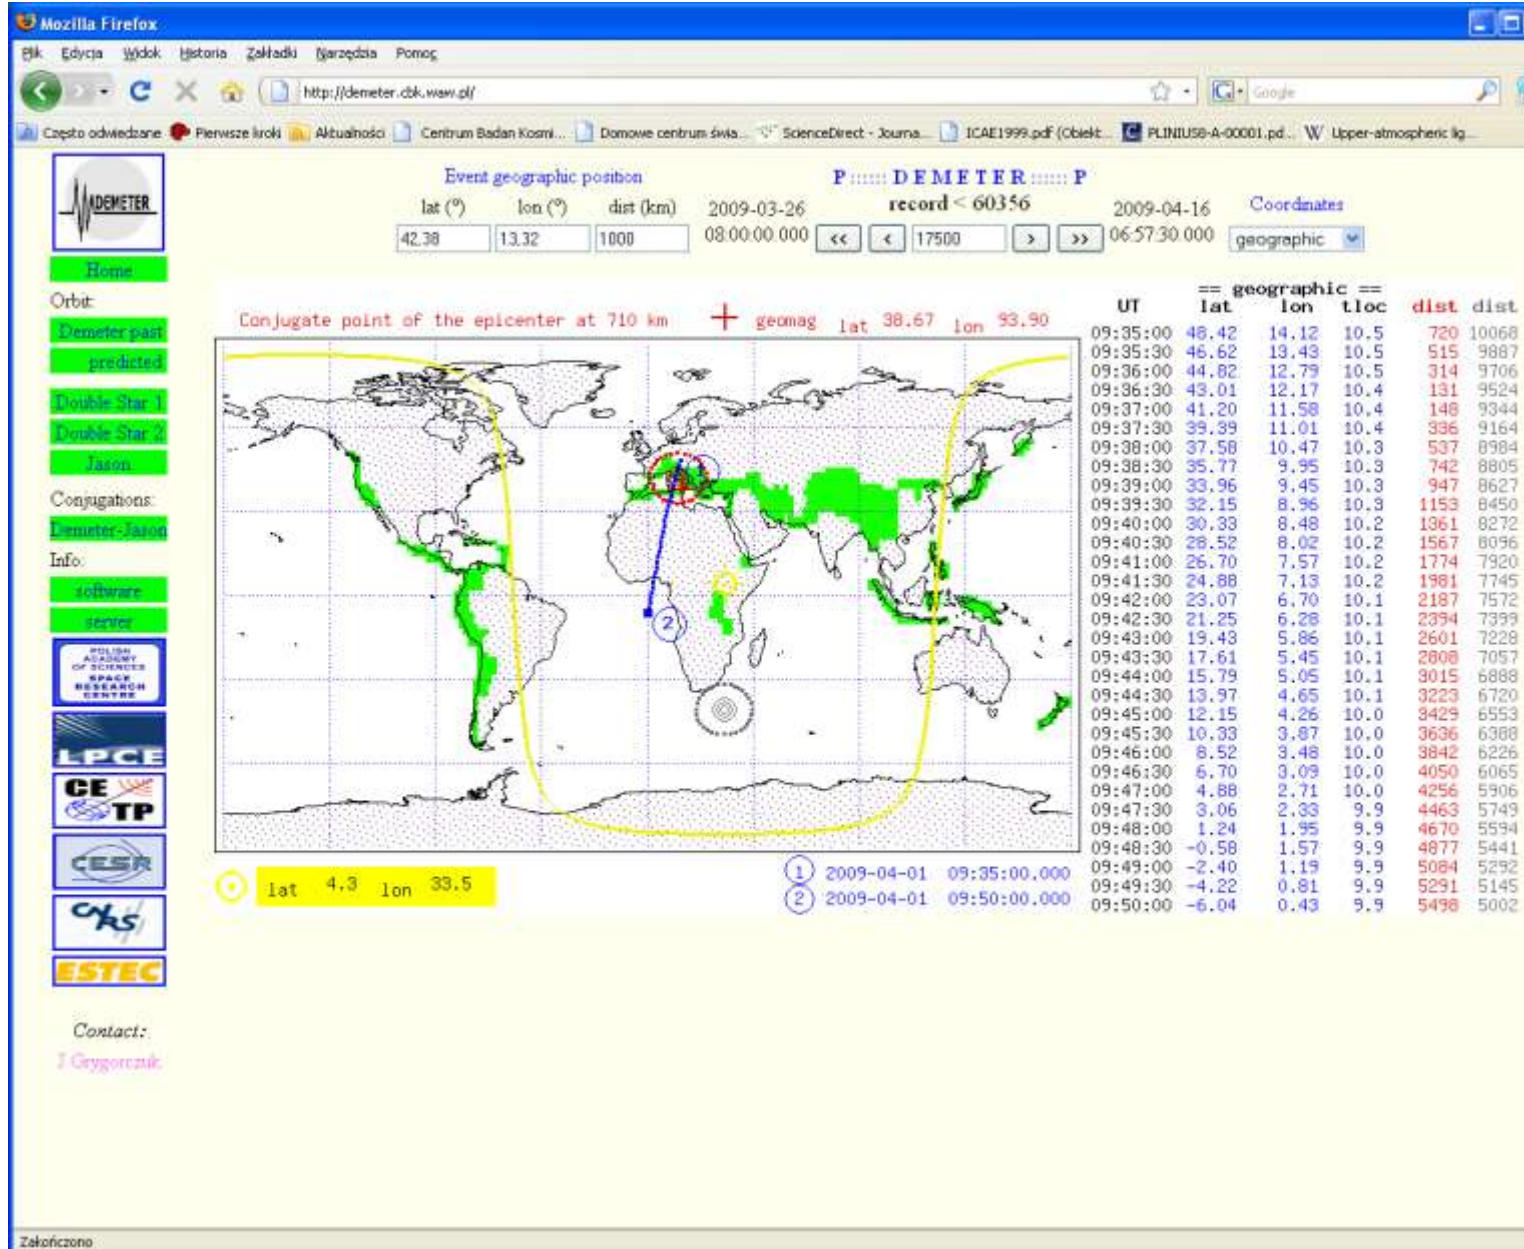 Mozilla Firefox
Plik Edycja Widok Historia Zakładki Narzędzia Pomoc
http://demeter.cbk.waw.pl/ Google
Często odwiedzane Pierwsze kroki Aktualności Centrum Badan Kosmi... Domowe centrum świa... ScienceDirect - Journa... ICAE1999.pdf (Obiekt... PLINIUS8-A-00001.pd... Upper-atmospheric lig...
DEMETER
Home
Orbit:
Demeter past
predicted
Double Star 1
Double Star 2
Jason
Conjugations:
Demeter-Jason
Info:
software
server
POLISH
ACADEMY
OF SCIENCES
SPACE
RESEARCH
CENTRE
LPCE
CE
TP
CESR
CNRS
ESTEC
Contact:
J Grygorczuk
Event geographic position P :::::: D E M E T E R :::::: P
lat (°) lon (°) dist (km) 2009-03-26 record < 60356 2009-04-16 Coordinates
42.38 13.32 1000 08:00:00.000 << < 17500 > >> 06:57:30.000 geographic
Conjugate point of the epicenter at 710 km + geomag lat 38.67 lon 93.90
1
2
lat 4.3 lon 33.5
1 2009-04-01 09:35:00.000
2 2009-04-01 09:50:00.000
== geographic ==
UT lat lon tloc dist dist
09:35:00 48.42 14.12 10.5 720 10068
09:35:30 46.62 13.43 10.5 515 9887
09:36:00 44.82 12.79 10.5 314 9706
09:36:30 43.01 12.17 10.4 131 9524
09:37:00 41.20 11.58 10.4 148 9344
09:37:30 39.39 11.01 10.4 336 9164
09:38:00 37.58 10.47 10.3 537 8984
09:38:30 35.77 9.95 10.3 742 8805
09:39:00 33.96 9.45 10.3 947 8627
09:39:30 32.15 8.96 10.3 1153 8450
09:40:00 30.33 8.48 10.2 1361 8272
09:40:30 28.52 8.02 10.2 1567 8096
09:41:00 26.70 7.57 10.2 1774 7920
09:41:30 24.88 7.13 10.2 1981 7745
09:42:00 23.07 6.70 10.1 2187 7572
09:42:30 21.25 6.28 10.1 2394 7399
09:43:00 19.43 5.86 10.1 2601 7228
09:43:30 17.61 5.45 10.1 2808 7057
09:44:00 15.79 5.05 10.1 3015 6888
09:44:30 13.97 4.65 10.1 3223 6720
09:45:00 12.15 4.26 10.0 3429 6553
09:45:30 10.33 3.87 10.0 3636 6388
09:46:00 8.52 3.48 10.0 3842 6226
09:46:30 6.70 3.09 10.0 4050 6065
09:47:00 4.88 2.71 10.0 4256 5906
09:47:30 3.06 2.33 9.9 4463 5749
09:48:00 1.24 1.95 9.9 4670 5594
09:48:30 -0.58 1.57 9.9 4877 5441
09:49:00 -2.40 1.19 9.9 5084 5292
09:49:30 -4.22 0.81 9.9 5291 5145
09:50:00 -6.04 0.43 9.9 5498 5002
Zakończono